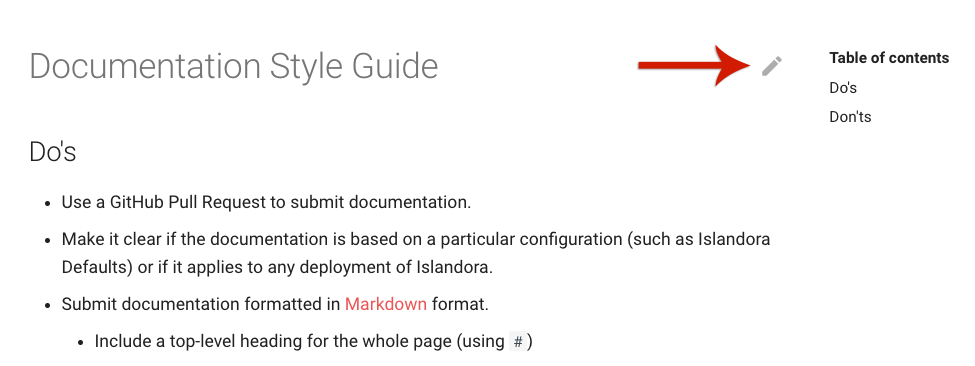 Documentation Style Guide
Table of contents
Do's
Don'ts
Do's
Use a GitHub Pull Request to submit documentation.
Make it clear if the documentation is based on a particular configuration (such as Islandora
Defaults) or if it applies to any deployment of Islandora.
Submit documentation formatted in Markdown format.
Include a top-level heading for the whole page (using # )